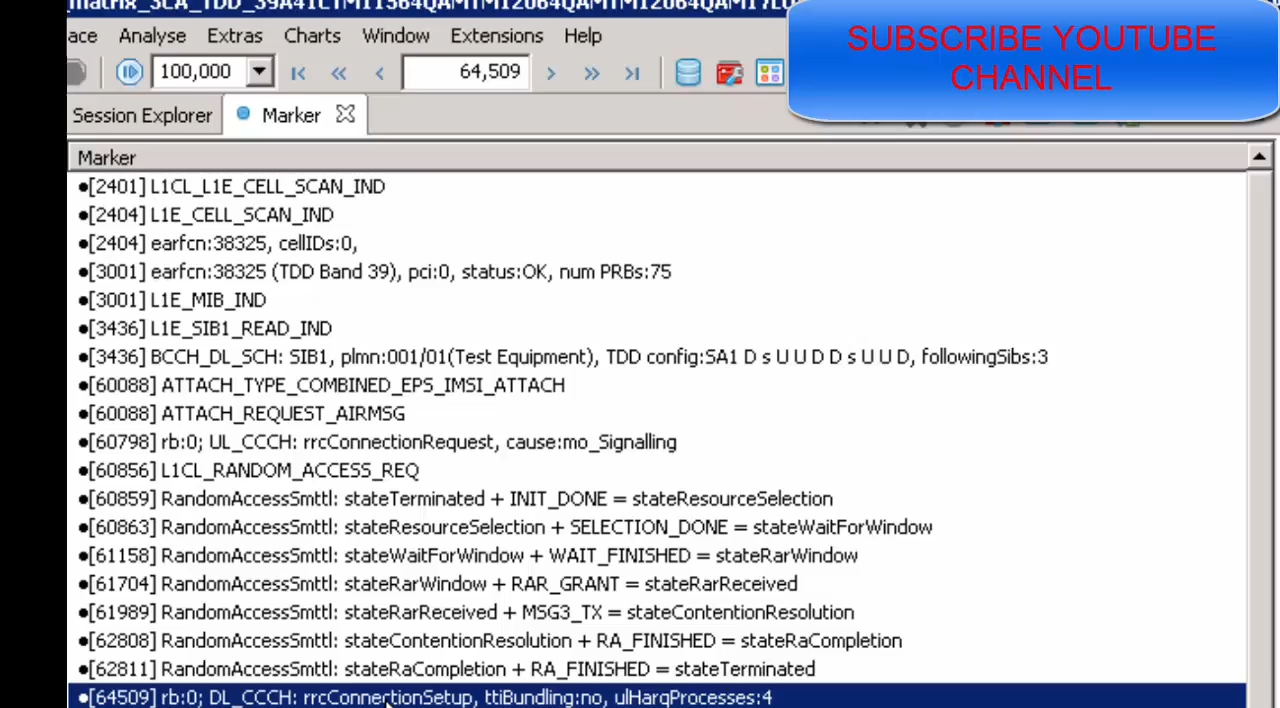 matrix_3CA_TDD_39A41CTM11364QAMTM12064QAMTM12064QAM17L0
ace Analyse Extras Charts Window Extensions Help
SUBSCRIBE YOUTUBE
CHANNEL
100,000 64,509
Session Explorer Marker
Marker
[2401] L1CL_L1E_CELL_SCAN_IND
[2404] L1E_CELL_SCAN_IND
[2404] earfcn:38325, cellIDs:0,
[3001] earfcn:38325 (TDD Band 39), pci:0, status:OK, num PRBs:75
[3001] L1E_MIB_IND
[3436] L1E_SIB1_READ_IND
[3436] BCCH_DL_SCH: SIB1, plmn:001/01(Test Equipment), TDD config:SA1 D s U U D D s U U D, followingSibs:3
[60088] ATTACH_TYPE_COMBINED_EPS_IMSI_ATTACH
[60088] ATTACH_REQUEST_AIRMSG
[60798] rb:0; UL_CCCH: rrcConnectionRequest, cause:mo_Signalling
[60856] L1CL_RANDOM_ACCESS_REQ
[60859] RandomAccessSmttl: stateTerminated + INIT_DONE = stateResourceSelection
[60863] RandomAccessSmttl: stateResourceSelection + SELECTION_DONE = stateWaitForWindow
[61158] RandomAccessSmttl: stateWaitForWindow + WAIT_FINISHED = stateRarWindow
[61704] RandomAccessSmttl: stateRarWindow + RAR_GRANT = stateRarReceived
[61989] RandomAccessSmttl: stateRarReceived + MSG3_TX = stateContentionResolution
[62808] RandomAccessSmttl: stateContentionResolution + RA_FINISHED = stateRaCompletion
[62811] RandomAccessSmttl: stateRaCompletion + RA_FINISHED = stateTerminated
[64509] rb:0; DL_CCCH: rrcConnectionSetup, ttiBundling:no, ulHarqProcesses:4